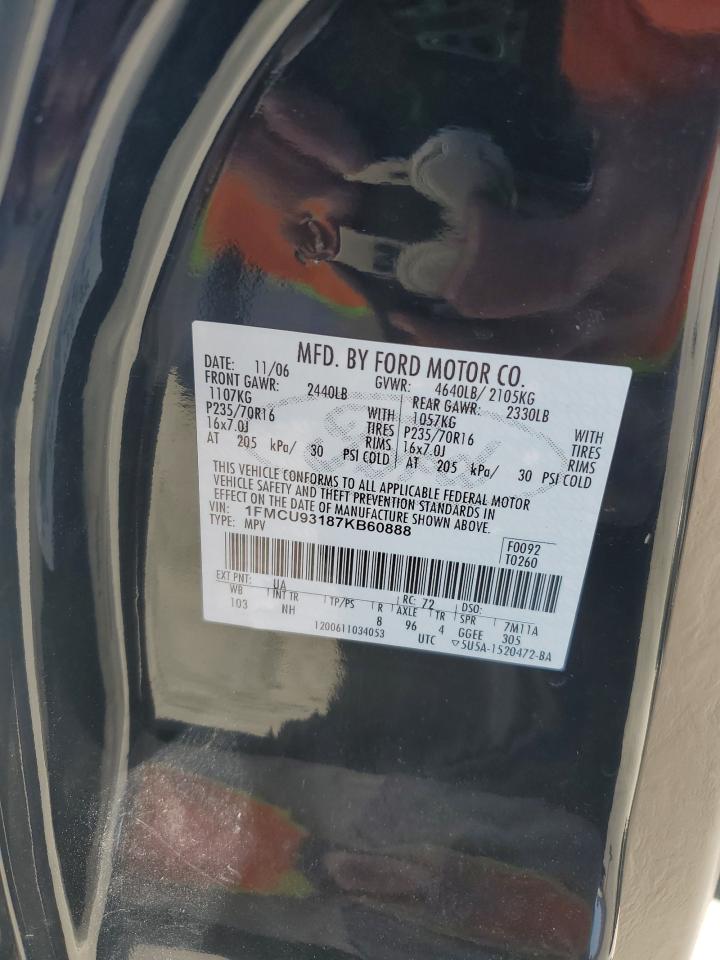 MFD. BY FORD MOTOR CO.
DATE: 11/06 GVWR: 4640LB/2105KG
FRONT GAWR: 2440LB REAR GAWR: 2330LB
1107KG WITH 1057KG WITH
P235/70R16 TIRES P235/70R16 TIRES
16x7.0J RIMS 16x7.0J RIMS
AT 205 kPa/ 30 PSI COLD AT 205 kPa/ 30 PSI COLD
THIS VEHICLE CONFORMS TO ALL APPLICABLE FEDERAL MOTOR
VEHICLE SAFETY AND THEFT PREVENTION STANDARDS IN
EFFECT ON THE DATE OF MANUFACTURE SHOWN ABOVE.
VIN: 1FMCU93187KB60888
TYPE: MPV
F0092
T0260
EXT PNT: UA RC: 72 DSO:
WB INT TR TP/PS R AXLE TR SPR 7M11A
103 NH 8 96 4 GGEE 305
1200611034053 UTC ▽5U5A-1520472-BA
Ford